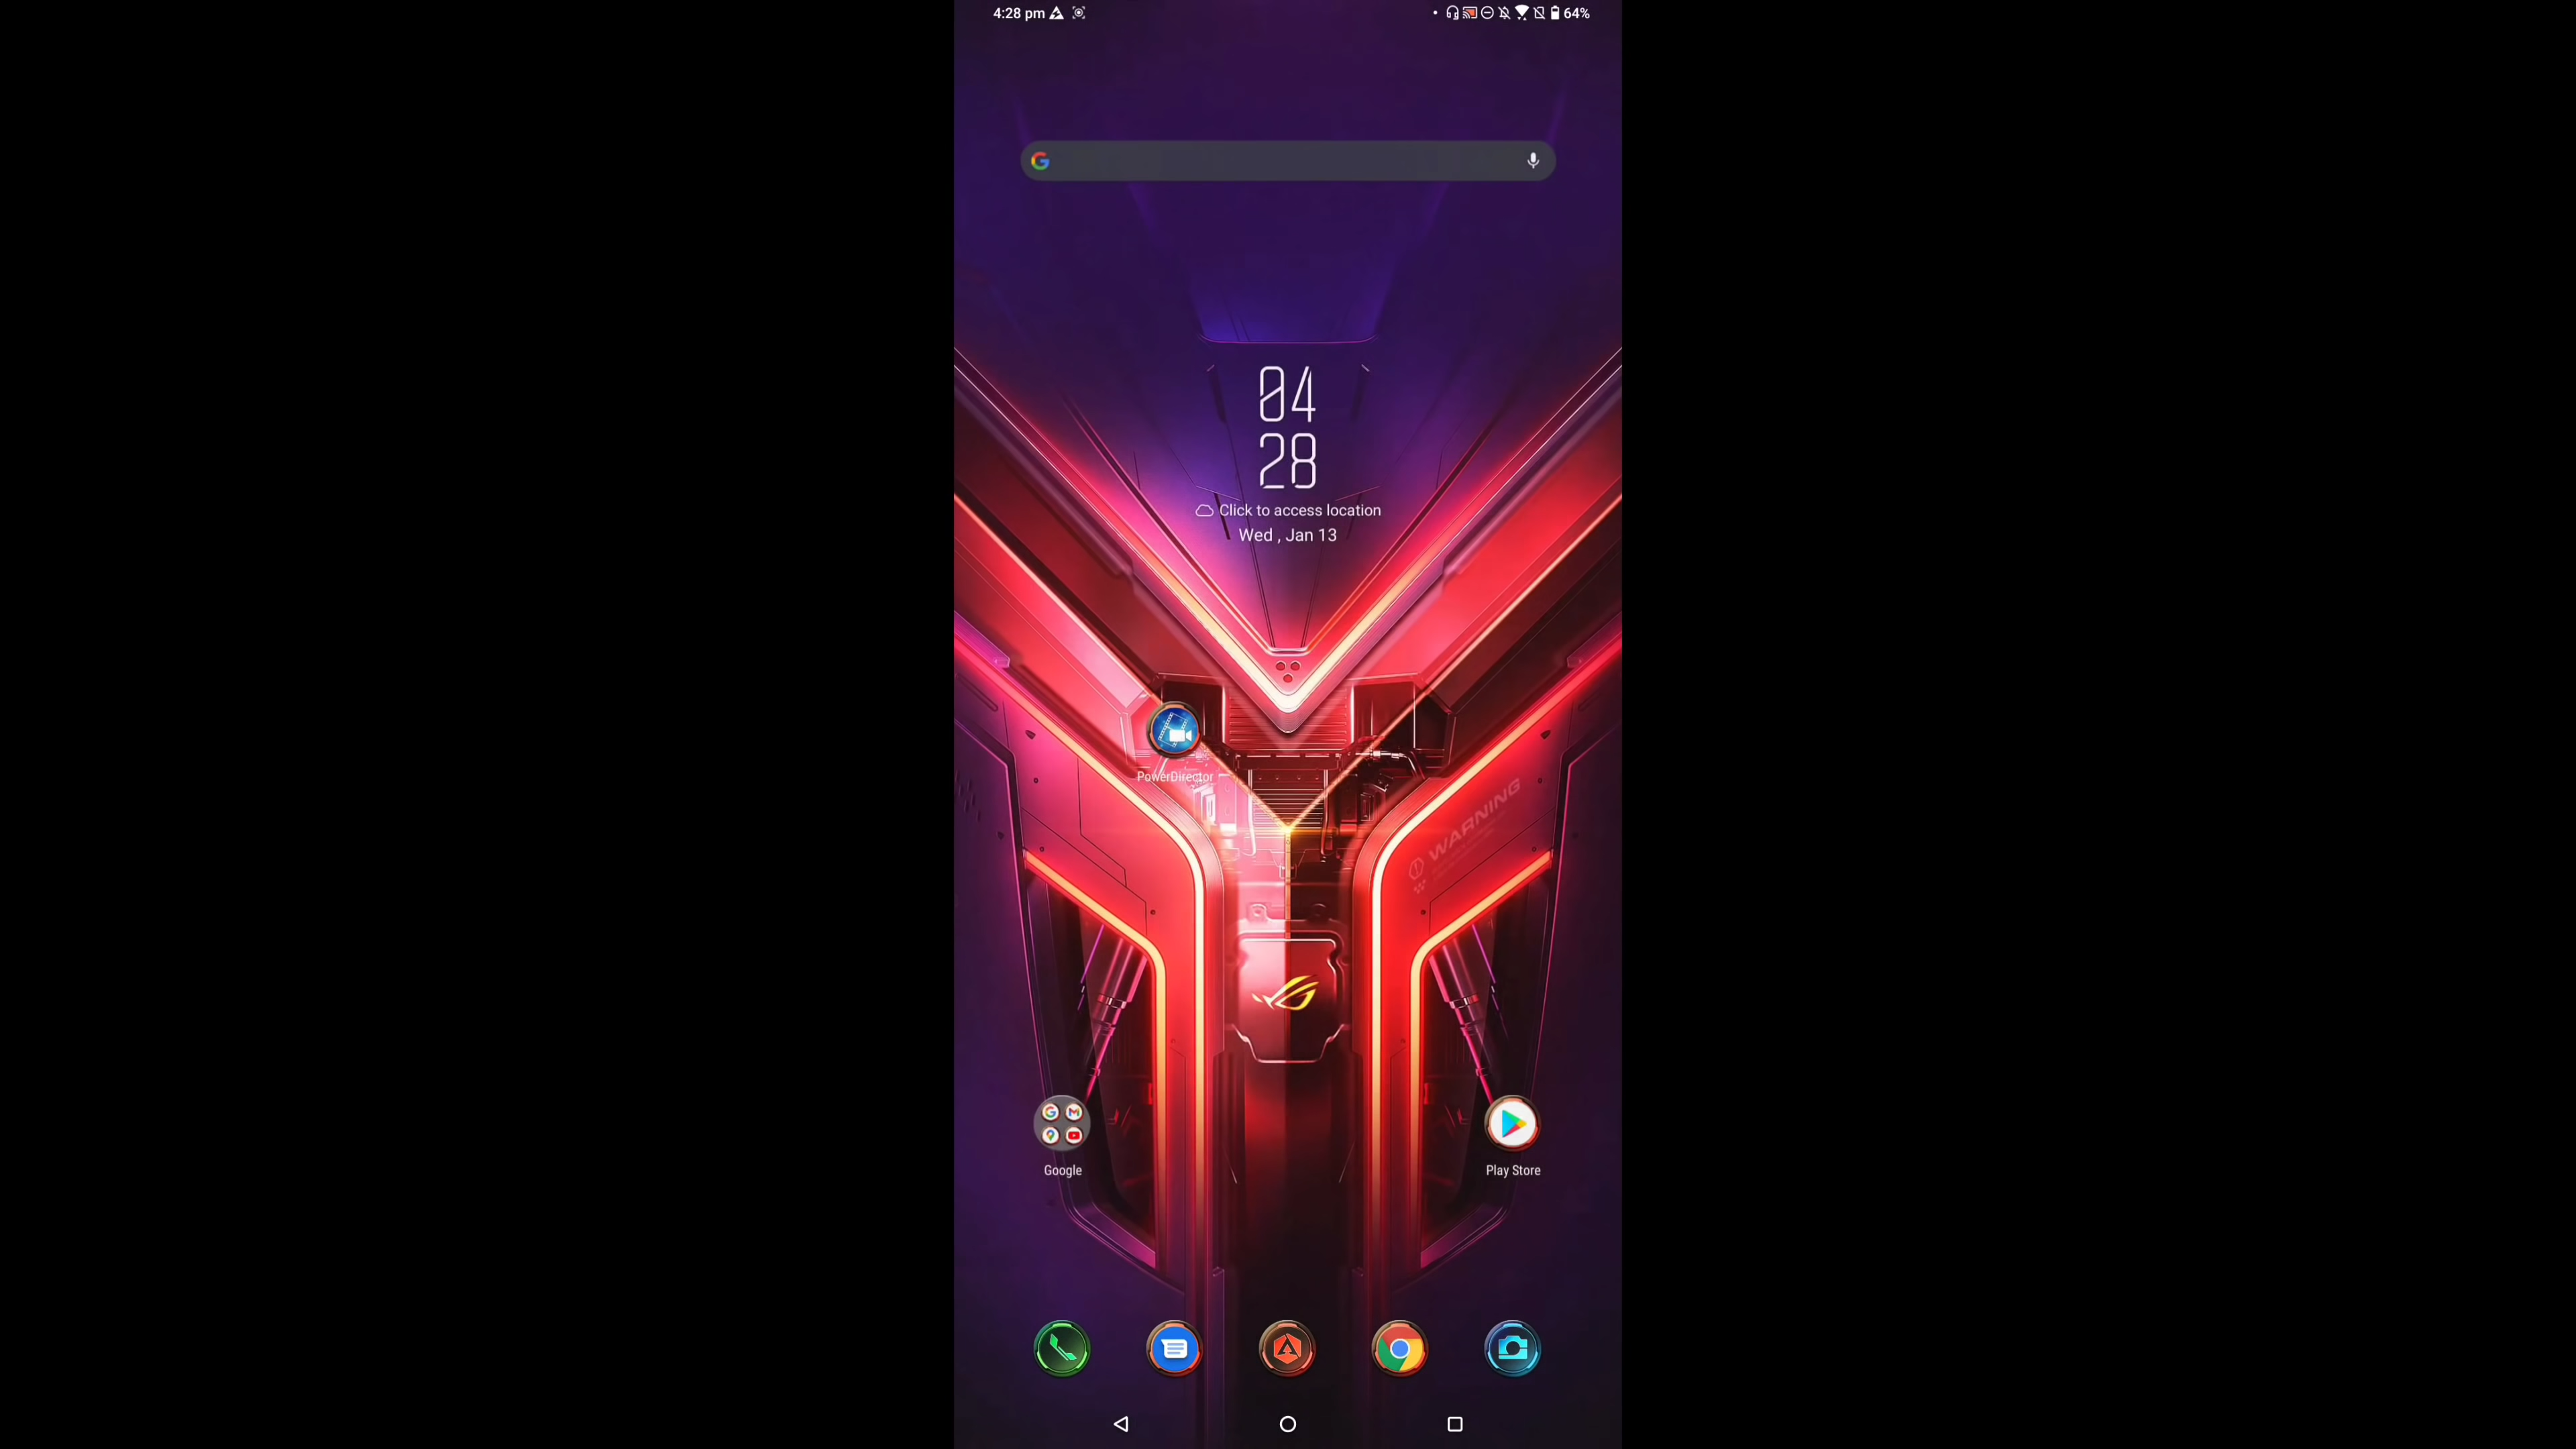 4:28 pm
64%
04
28
Click to access location
Wed , Jan 13
PowerDirector
WARNING
Google
Play Store